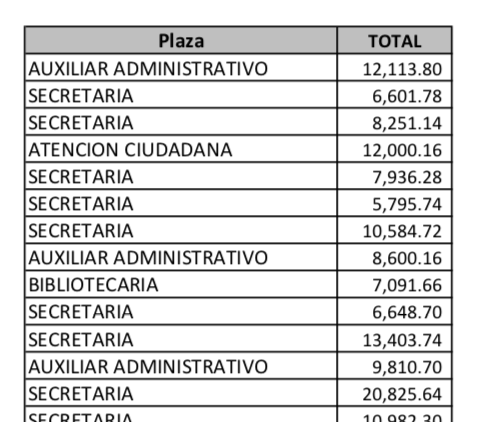 Plaza TOTAL
AUXILIAR ADMINISTRATIVO 12,113.80
SECRETARIA 6,601.78
SECRETARIA 8,251.14
ATENCION CIUDADANA 12,000.16
SECRETARIA 7,936.28
SECRETARIA 5,795.74
SECRETARIA 10,584.72
AUXILIAR ADMINISTRATIVO 8,600.16
BIBLIOTECARIA 7,091.66
SECRETARIA 6,648.70
SECRETARIA 13,403.74
AUXILIAR ADMINISTRATIVO 9,810.70
SECRETARIA 20,825.64
SECRETARIA 10,982.30